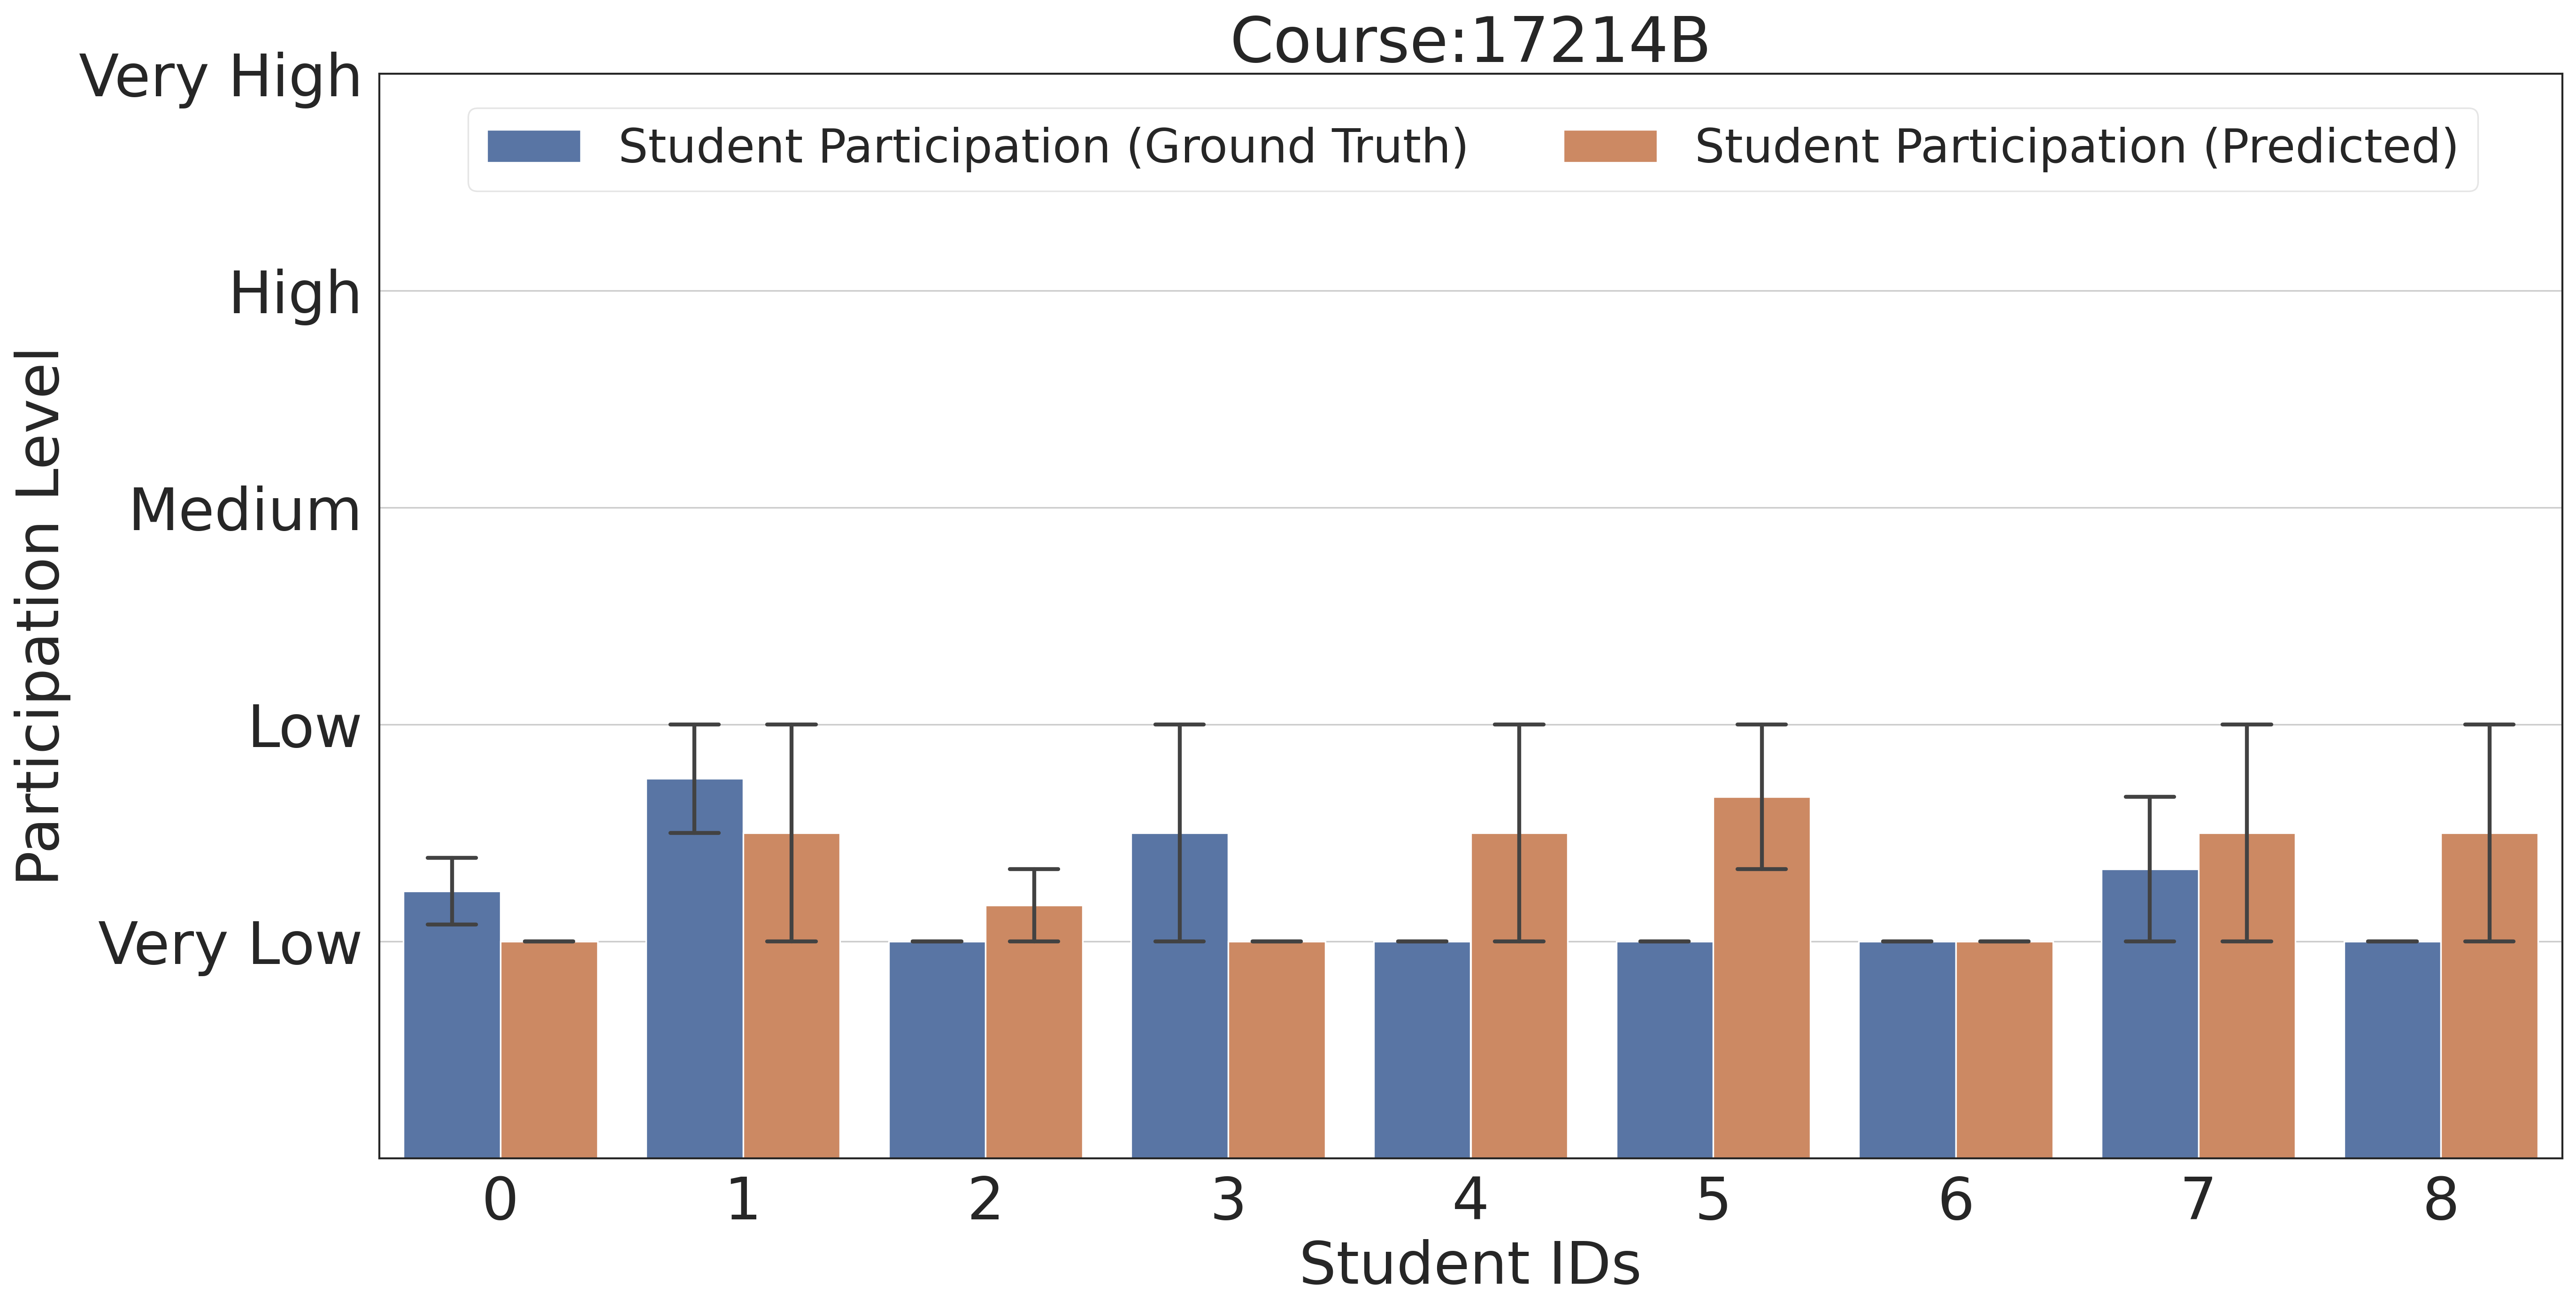 Course:17214B
Student Participation (Ground Truth)
Student Participation (Predicted)
Participation Level
Very High
High
Medium
Low
Very Low
0 1 2 3 4 5 6 7 8
Student IDs